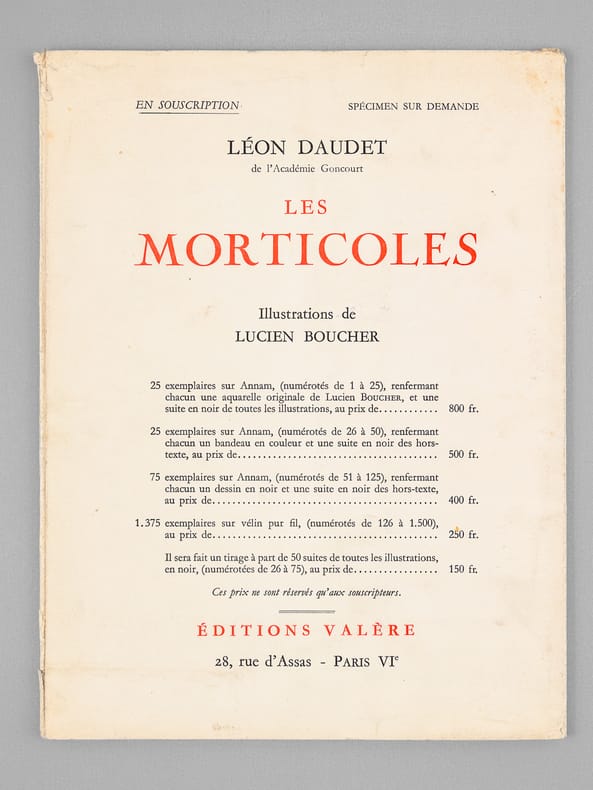 EN SOUSCRIPTION
SPÉCIMEN SUR DEMANDE
LÉON DAUDET
de l'Académie Goncourt
LES
MORTICOLES
Illustrations de
LUCIEN BOUCHER
25 exemplaires sur Annam, (numérotés de 1 à 25), renfermant
chacun une aquarelle originale de Lucien BOUCHER, et une
suite en noir de toutes les illustrations, au prix de............ 800 fr.
25 exemplaires sur Annam, (numérotés de 26 à 50), renfermant
chacun un bandeau en couleur et une suite en noir des hors-
texte, au prix de........................................ 500 fr.
75 exemplaires sur Annam, (numérotés de 51 à 125), renfermant
chacun un dessin en noir et une suite en noir des hors-texte,
au prix de............................................. 400 fr.
1.375 exemplaires sur vélin pur fil, (numérotés de 126 à 1.500),
au prix de............................................. 250 fr.
Il sera fait un tirage à part de 50 suites de toutes les illustrations,
en noir, (numérotées de 26 à 75), au prix de................. 150 fr.
Ces prix ne sont réservés qu'aux souscripteurs.
ÉDITIONS VALÈRE
28, rue d'Assas - PARIS VIe